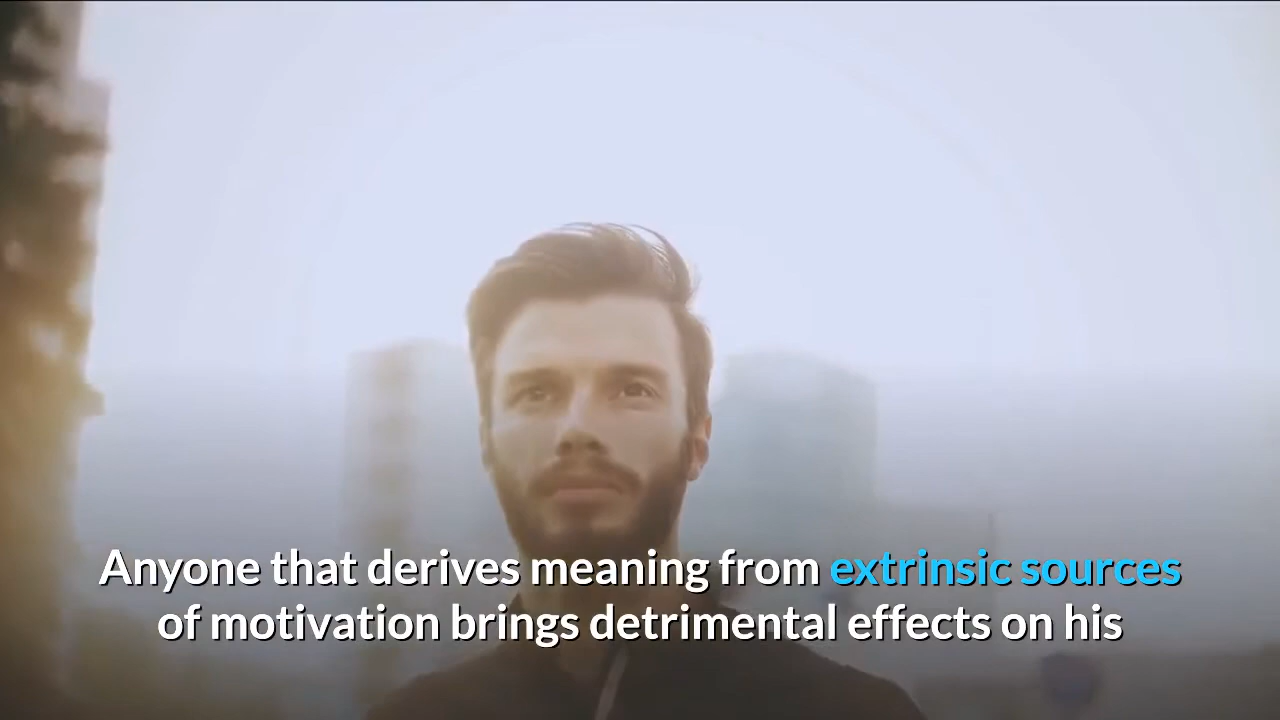 Anyone that derives meaning from extrinsic sources
of motivation brings detrimental effects on his